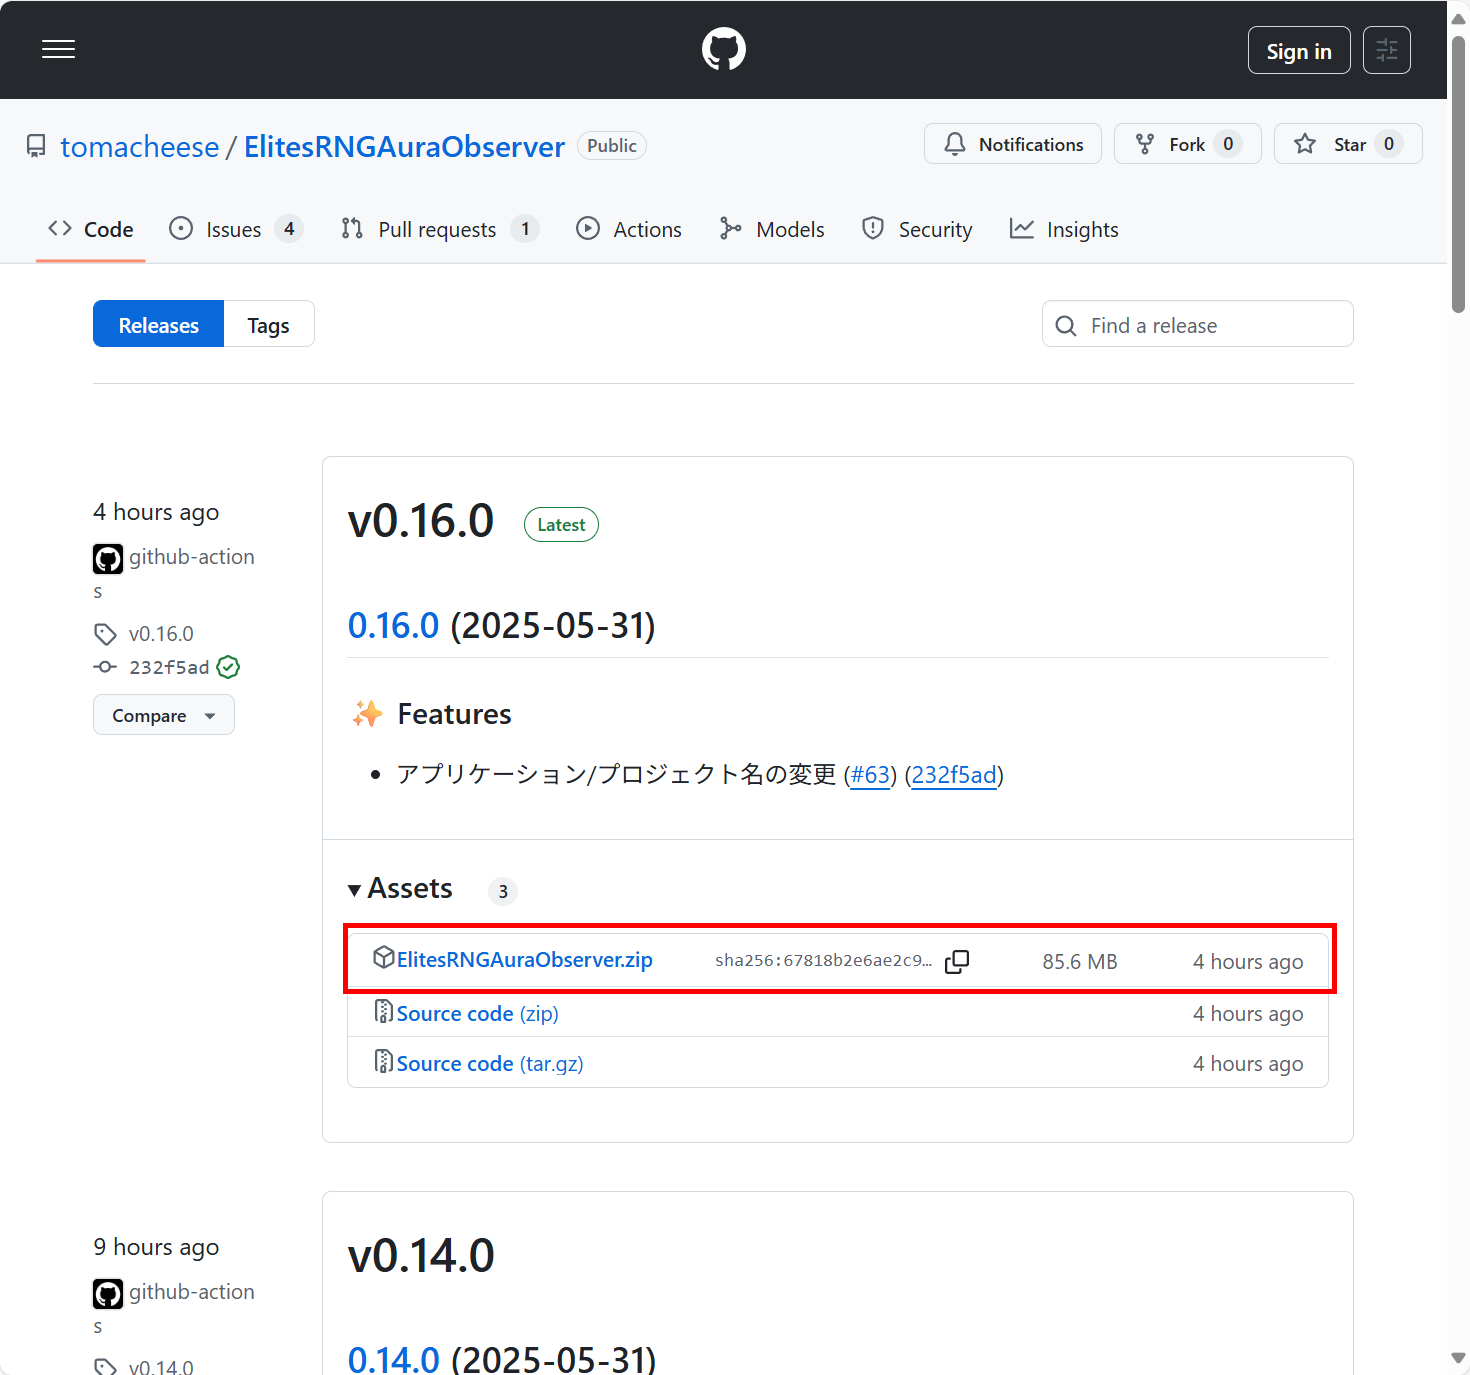 Sign in
tomacheese / ElitesRNGAuraObserver Public
Notifications
Fork 0
Star 0
Code
Issues 4
Pull requests 1
Actions
Models
Security
Insights
Releases
Tags
Find a release
4 hours ago
github-action
s
v0.16.0
232f5ad
Compare
v0.16.0 Latest
0.16.0 (2025-05-31)
✨ Features
• アプリケーション/プロジェクト名の変更 (#63) (232f5ad)
Assets 3
ElitesRNGAuraObserver.zip sha256:67818b2e6ae2c9… 85.6 MB 4 hours ago
Source code (zip) 4 hours ago
Source code (tar.gz) 4 hours ago
9 hours ago
github-action
s
v0.14.0
v0.14.0
0.14.0 (2025-05-31)